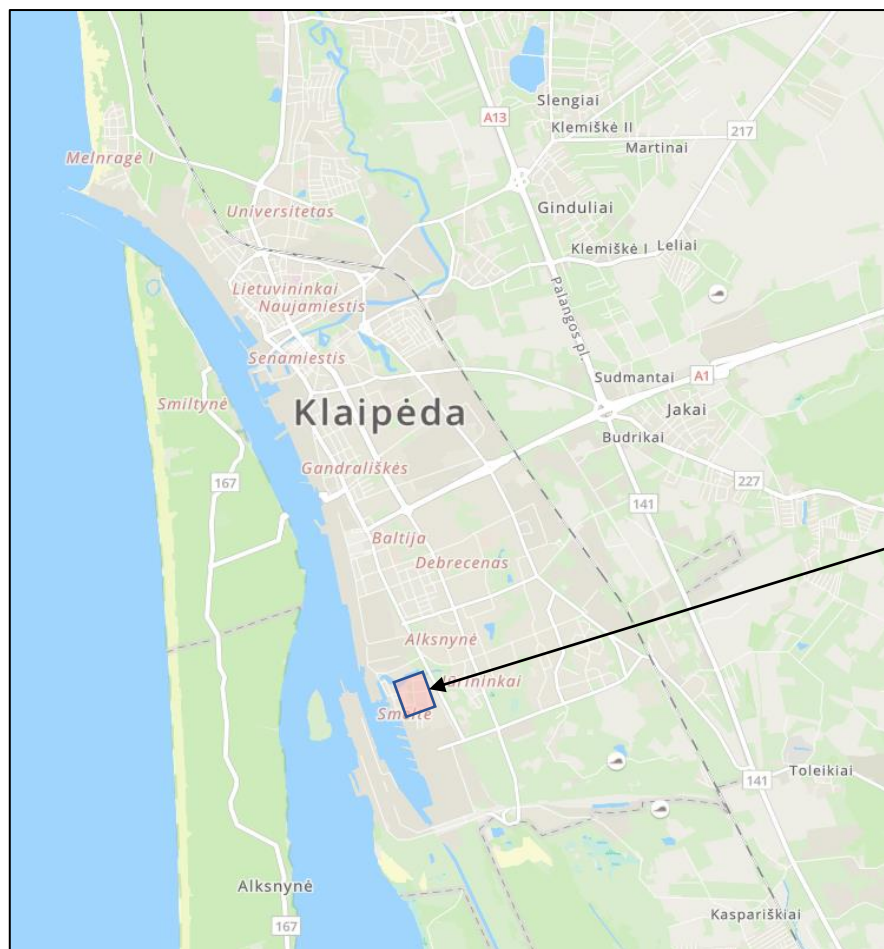 Slengiai
A13
Klemiškė II
217
Martinai
Melnragė I
Universitetas
Ginduliai
Klemiškė I
Leliai
Lietuvininkai
Naujamiestis
Palangos pl.
Senamiestis
Sudmantai
A1
Smiltynė
Klaipėda
Jakai
Budrikai
Gandrališkės
167
227
141
Baltija
Debrecenas
Alksnynė
Smeltė
Toleikiai
141
Alksnynė
167
Kaspariškiai